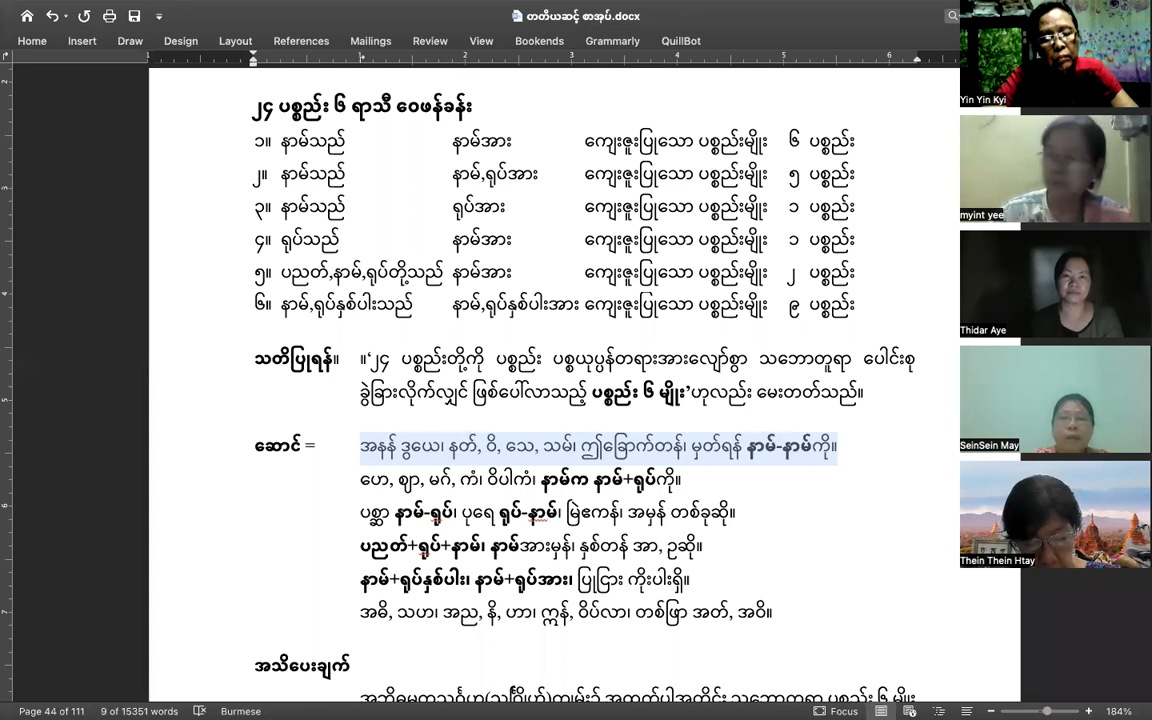 တတိယဆင့် စာအုပ်.docx
Home Insert Draw Design Layout References Mailings Review View Bookends Grammarly QuillBot
၂၄ ပစ္စည်း ၆ ရာသီ ဝေဖန်ခန်း
၁။ နာမ်သည် နာမ်အား ကျေးဇူးပြုသော ပစ္စည်းမျိုး ၆ ပစ္စည်း
၂။ နာမ်သည် နာမ်,ရုပ်အား ကျေးဇူးပြုသော ပစ္စည်းမျိုး ၅ ပစ္စည်း
၃။ နာမ်သည် ရုပ်အား ကျေးဇူးပြုသော ပစ္စည်းမျိုး ၁ ပစ္စည်း
၄။ ရုပ်သည် နာမ်အား ကျေးဇူးပြုသော ပစ္စည်းမျိုး ၁ ပစ္စည်း
၅။ ပညတ်,နာမ်,ရုပ်တို့သည် နာမ်အား ကျေးဇူးပြုသော ပစ္စည်းမျိုး ၂ ပစ္စည်း
၆။ နာမ်,ရုပ်နှစ်ပါးသည် နာမ်,ရုပ်နှစ်ပါးအား ကျေးဇူးပြုသော ပစ္စည်းမျိုး ၉ ပစ္စည်း
သတိပြုရန်။ ။‘၂၄ ပစ္စည်းတို့ကို ပစ္စည်း ပစ္စယုပ္ပန်တရားအားလျော်စွာ သဘောတူရာ ပေါင်းစု
ခွဲခြားလိုက်လျှင် ဖြစ်ပေါ်လာသည့် ပစ္စည်း ၆ မျိုး’ဟုလည်း မေးတတ်သည်။
ဆောင် = အနန် ဒွယေ၊ နတ်, ဝိ, သေ, သမ်၊ ဤခြောက်တန်၊ မှတ်ရန် နာမ်-နာမ်ကို။
ဟေ, ဈာ, မဂ်, ကံ၊ ဝိပါကံ၊ နာမ်က နာမ်+ရုပ်ကို။
ပစ္ဆာ နာမ်-ရုပ်၊ ပုရေ ရုပ်-နာမ်၊ မြဲဧကန်၊ အမှန် တစ်ခုဆို။
ပညတ်+ရုပ်+နာမ်၊ နာမ်အားမှန်၊ နှစ်တန် အာ, ဥဆို။
နာမ်+ရုပ်နှစ်ပါး၊ နာမ်+ရုပ်အား၊ ပြုငြား ကိုးပါးရှိ။
အဓိ, သဟ၊ အည, နိ, ဟာ၊ ဣန်, ဝိပ်လာ၊ တစ်ဖြာ အတ်, အဝိ။
အသိပေးချက်
Yin Yin Kyi
myint yee
Thidar Aye
SeinSein May
Thein Thein Htay
Page 44 of 111 9 of 15351 words Burmese Focus 184%